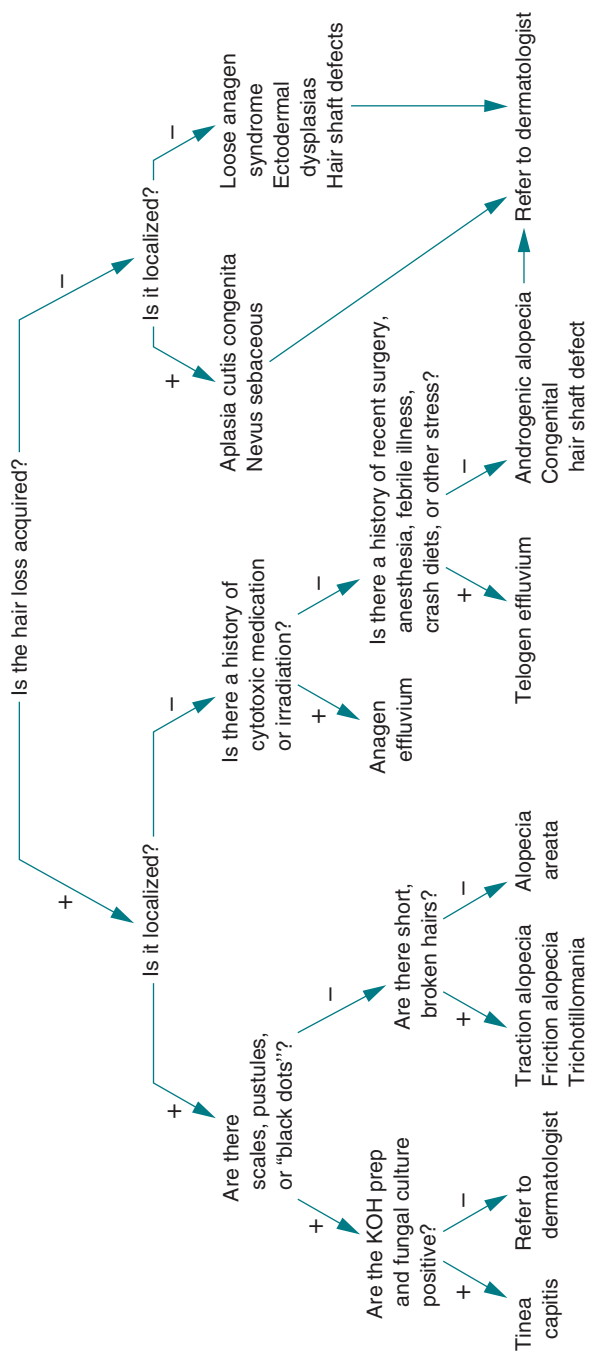 Is the hair loss acquired?
+
−
Is it localized?
Is it localized?
+
−
+
−
Are there
scales, pustules,
or “black dots”?
Is there a history of
cytotoxic medication
or irradiation?
Aplasia cutis congenita
Nevus sebaceous
Loose anagen
syndrome
Ectodermal
dysplasias
Hair shaft defects
+
−
+
−
Are the KOH prep
and fungal culture
positive?
Are there short,
broken hairs?
Anagen
effluvium
Is there a history of recent surgery,
anesthesia, febrile illness,
crash diets, or other stress?
+
−
+
−
+
−
Tinea
capitis
Refer to
dermatologist
Traction alopecia
Friction alopecia
Trichotillomania
Alopecia
areata
Telogen effluvium
Androgenic alopecia
Congenital
hair shaft defect
Refer to dermatologist